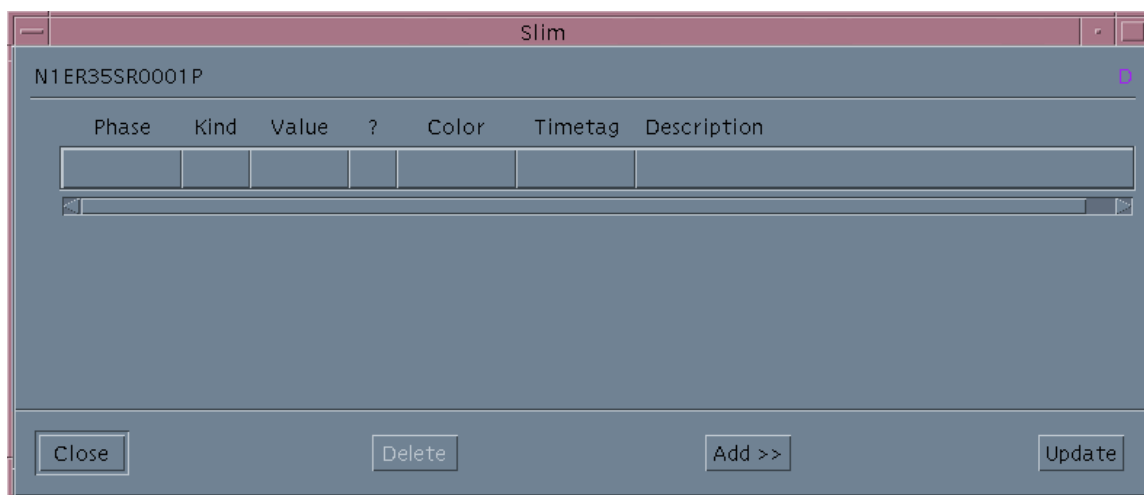 Slim
N1ER35SR0001P D
Phase Kind Value ? Color Timetag Description
Close Delete Add >> Update